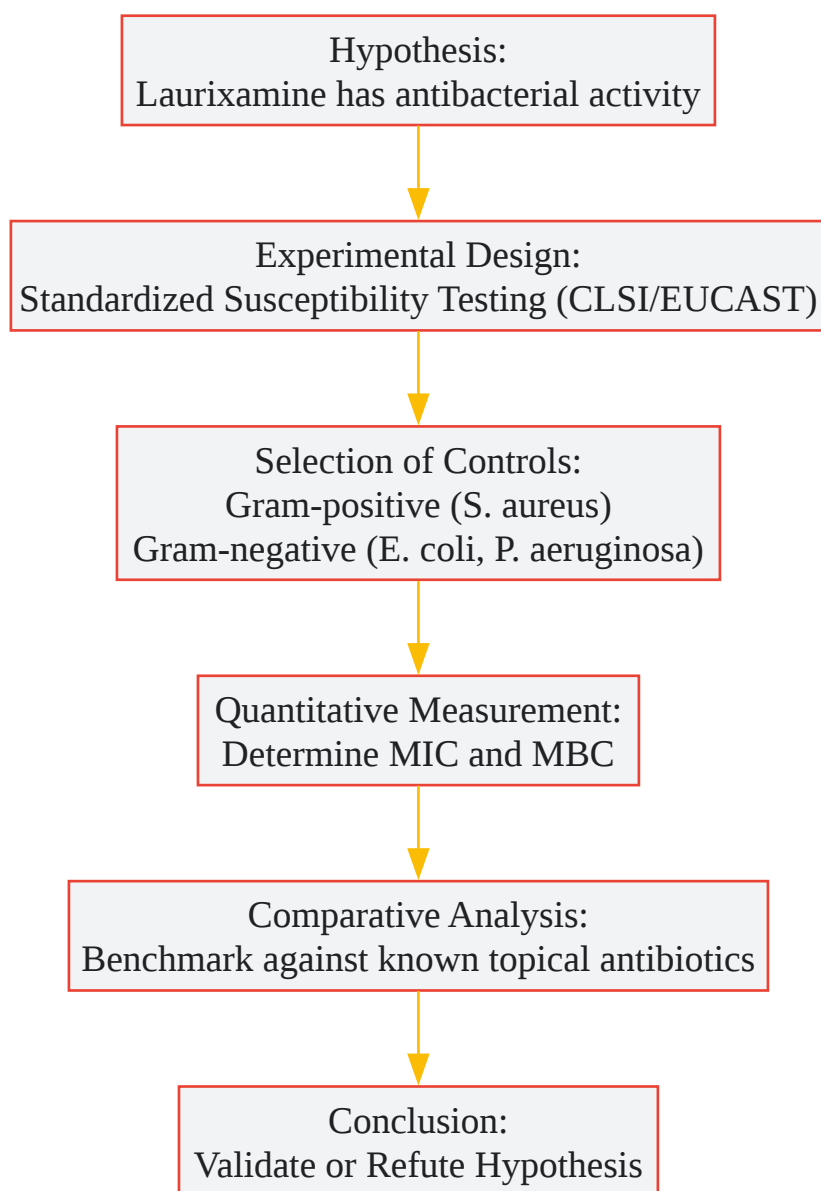 Hypothesis:
Laurixamine has antibacterial activity
Experimental Design:
Standardized Susceptibility Testing (CLSI/EUCAST)
Selection of Controls:
Gram-positive (S. aureus)
Gram-negative (E. coli, P. aeruginosa)
Quantitative Measurement:
Determine MIC and MBC
Comparative Analysis:
Benchmark against known topical antibiotics
Conclusion:
Validate or Refute Hypothesis